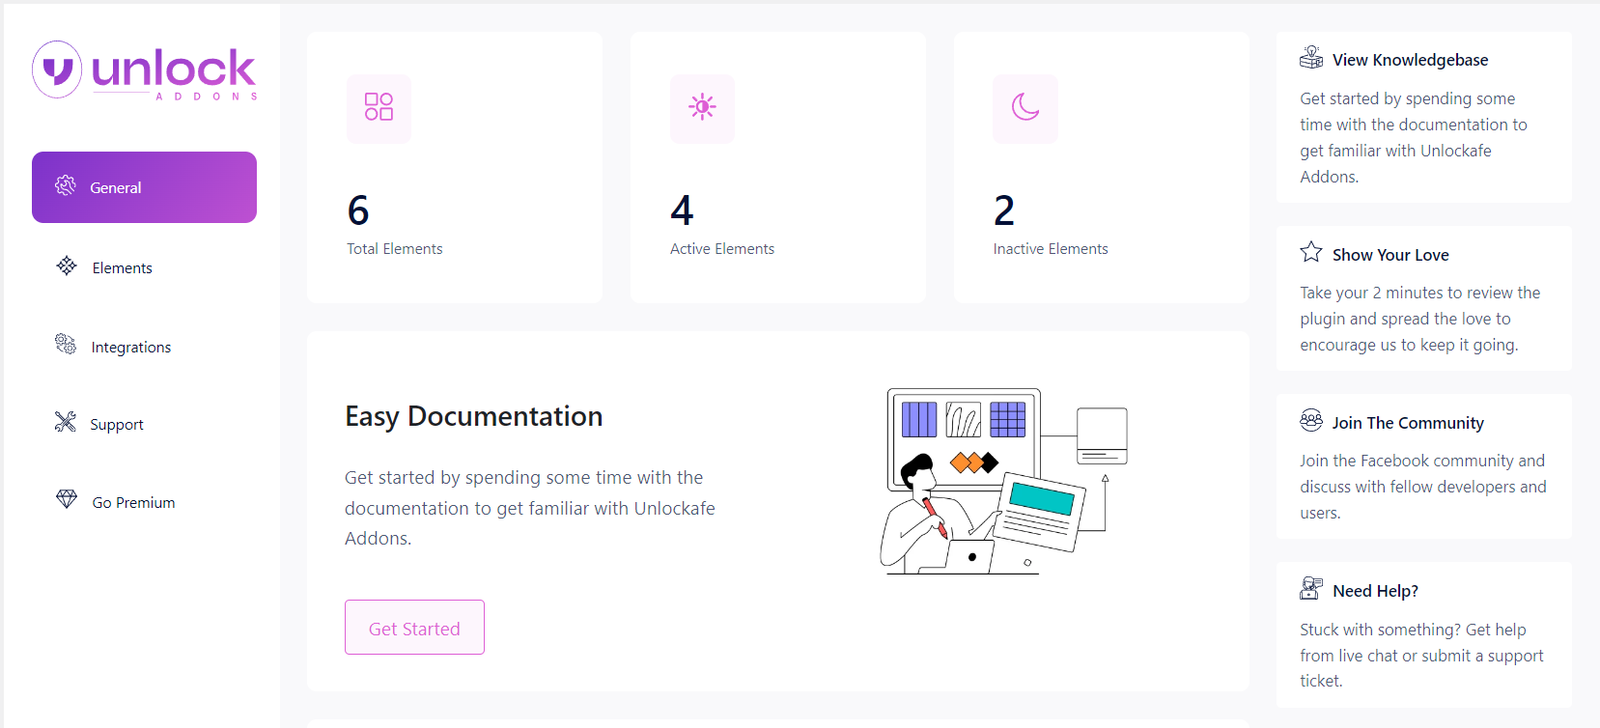 unlock
ADDONS
General
Elements
Integrations
Support
Go Premium
6
Total Elements
4
Active Elements
2
Inactive Elements
Easy Documentation
Get started by spending some time with the
documentation to get familiar with Unlockafe
Addons.
Get Started
View Knowledgebase
Get started by spending some
time with the documentation to
get familiar with Unlockafe
Addons.
Show Your Love
Take your 2 minutes to review the
plugin and spread the love to
encourage us to keep it going.
Join The Community
Join the Facebook community and
discuss with fellow developers and
users.
Need Help?
Stuck with something? Get help
from live chat or submit a support
ticket.